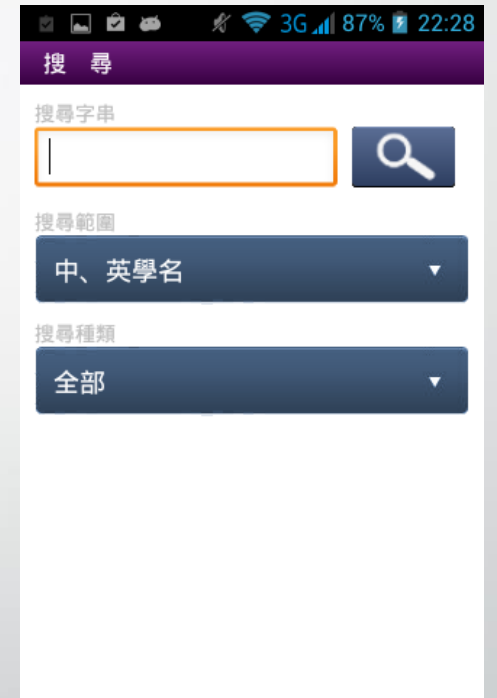 3G 87% 22:28
搜 尋
搜尋字串
搜尋範圍
中、英學名
搜尋種類
全部